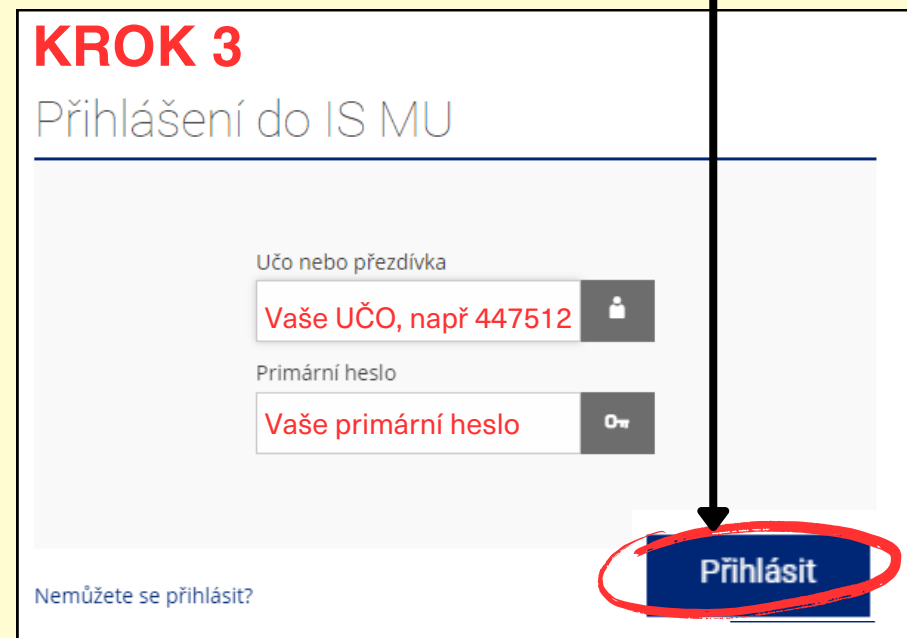 KROK 3
Přihlášení do IS MU
Učo nebo přezdívka
Vaše UČO, např 447512
Primární heslo
Vaše primární heslo
Přihlásit
Nemůžete se přihlásit?